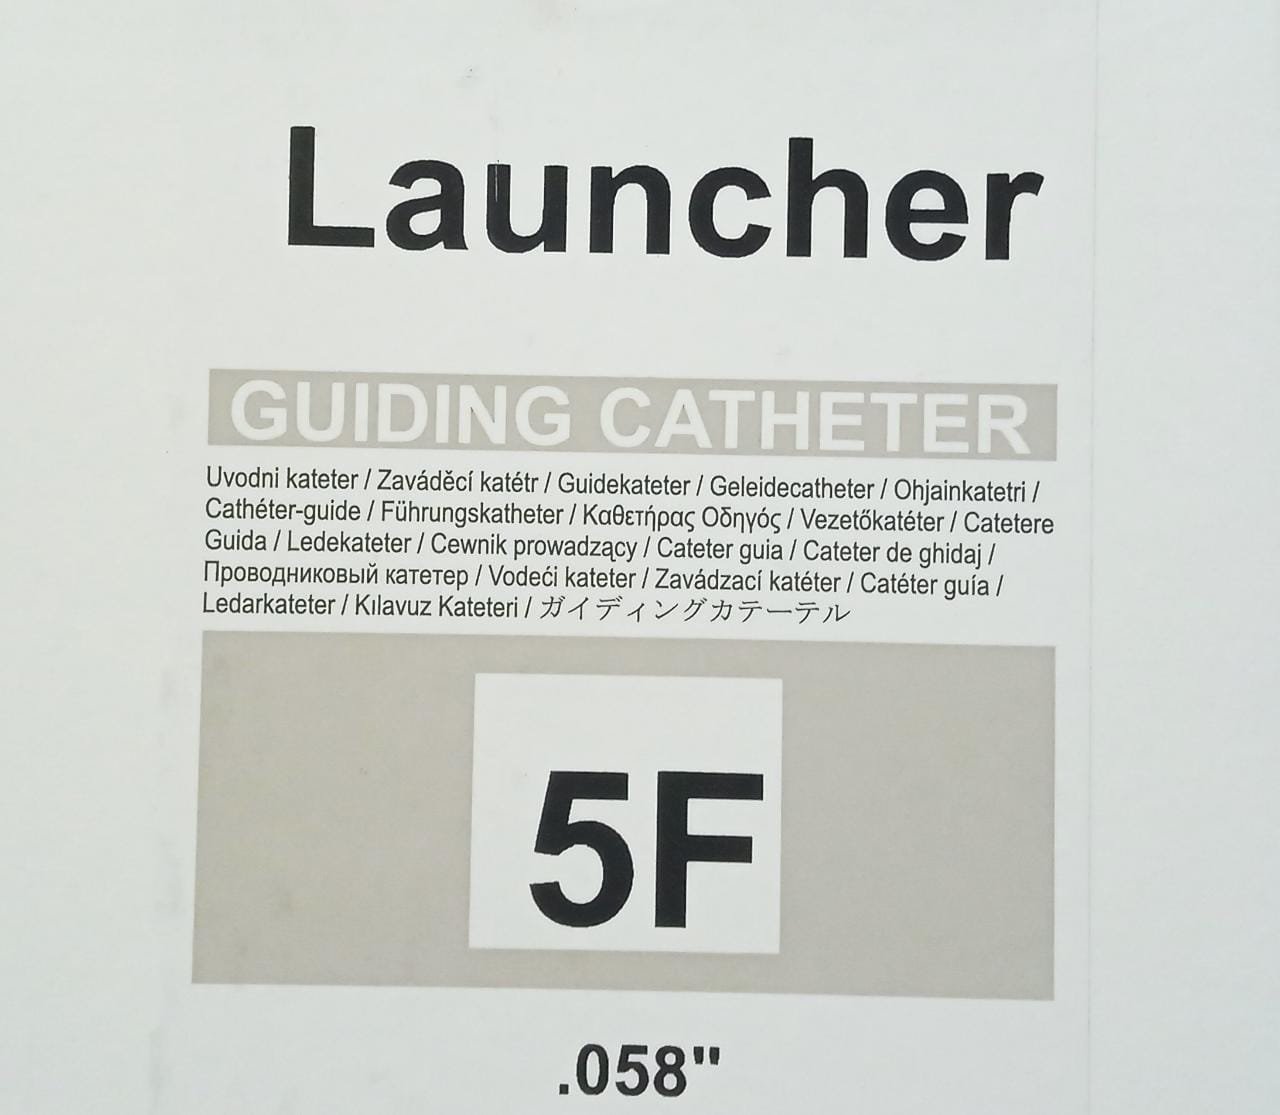 Launcher
GUIDING CATHETER
Uvodni kateter / Zaváděcí katétr / Guidekateter / Geleidecatheter / Ohjainkatetri /
Cathéter-guide / Führungskatheter / Καθετήρας Οδηγός / Vezetőkatéter / Catetere
Guida / Ledekateter / Cewnik prowadzący / Cateter guia / Cateter de ghidaj /
Проводниковый катетер / Vodeći kateter / Zavádzací katéter / Catéter guía /
Ledarkateter / Kılavuz Kateteri / ガイディングカテーテル
5F
.058"